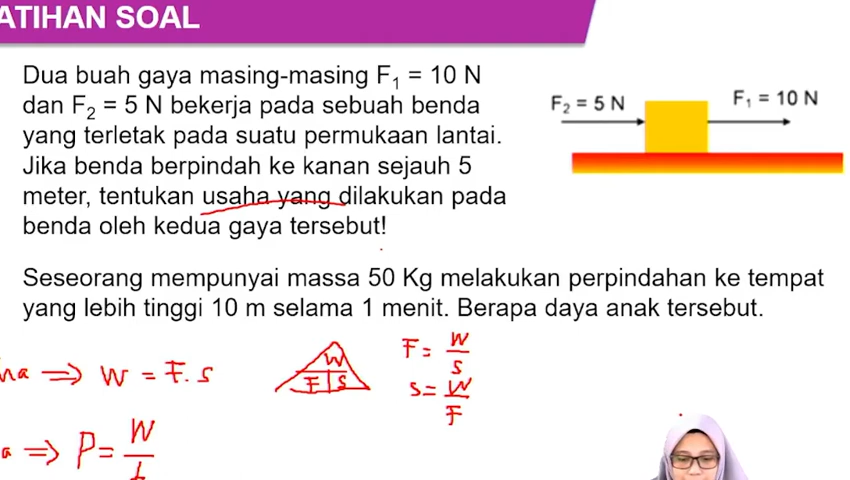 ATIHAN SOAL
Dua buah gaya masing-masing F₁ = 10 N
dan F₂ = 5 N bekerja pada sebuah benda
yang terletak pada suatu permukaan lantai.
Jika benda berpindah ke kanan sejauh 5
meter, tentukan usaha yang dilakukan pada
benda oleh kedua gaya tersebut!
F₂ = 5 N
F₁ = 10 N
Seseorang mempunyai massa 50 Kg melakukan perpindahan ke tempat
yang lebih tinggi 10 m selama 1 menit. Berapa daya anak tersebut.
⇒ W = F.s
W
F s
F = W/s
s = W/F
⇒ P = W/t